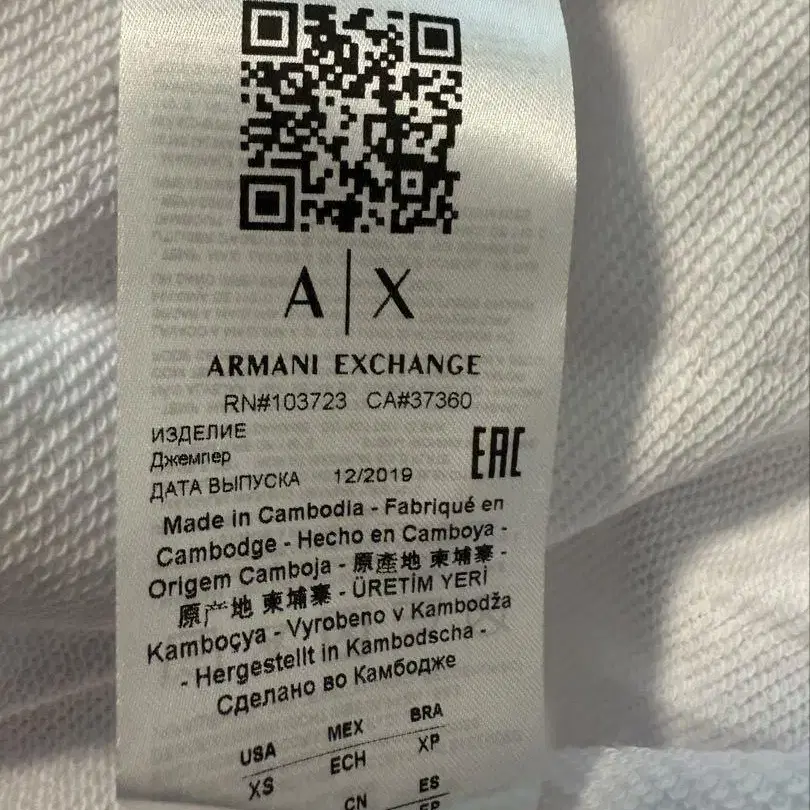 A|X
ARMANI EXCHANGE
RN#103723 CA#37360
ИЗДЕЛИЕ
Джемпер
ДАТА ВЫПУСКА 12/2019
EAC
Made in Cambodia - Fabriqué en
Cambodge - Hecho en Camboya -
Origem Camboja - 原產地 柬埔寨 -
原产地 柬埔寨 - ÜRETİM YERİ
Kamboçya - Vyrobeno v Kambodža
- Hergestellt in Kambodscha -
Сделано во Камбодже
USA MEX BRA
XS ECH XP
CN ES